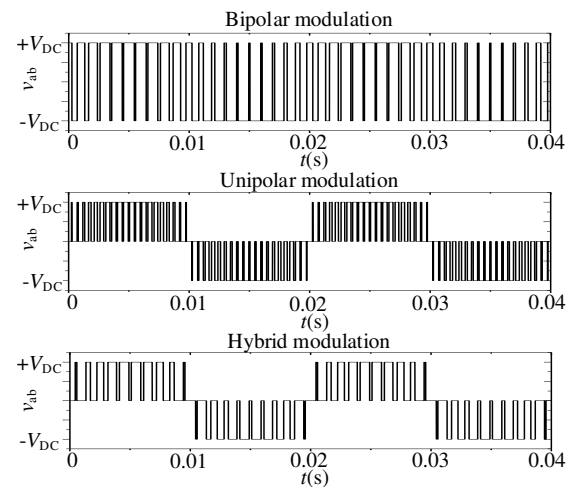 Bipolar modulation
+VDC
vab
-VDC
0 0.01 0.02 0.03 0.04
t(s)
Unipolar modulation
+VDC
vab
-VDC
0 0.01 0.02 0.03 0.04
t(s)
Hybrid modulation
+VDC
vab
-VDC
0 0.01 0.02 0.03 0.04
t(s)